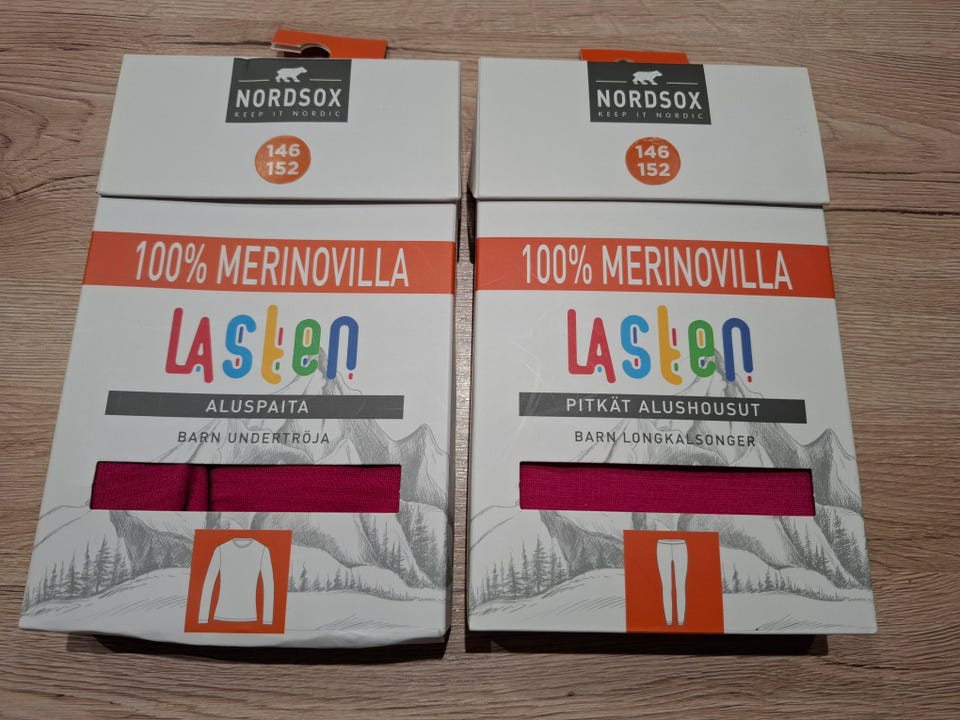 NORDSOX
KEEP IT NORDIC
146
152
100% MERINOVILLA
LASten
ALUSPAITA
BARN UNDERTRÖJA
NORDSOX
KEEP IT NORDIC
146
152
100% MERINOVILLA
LASten
PITKÄT ALUSHOUSUT
BARN LONGKALSONGER